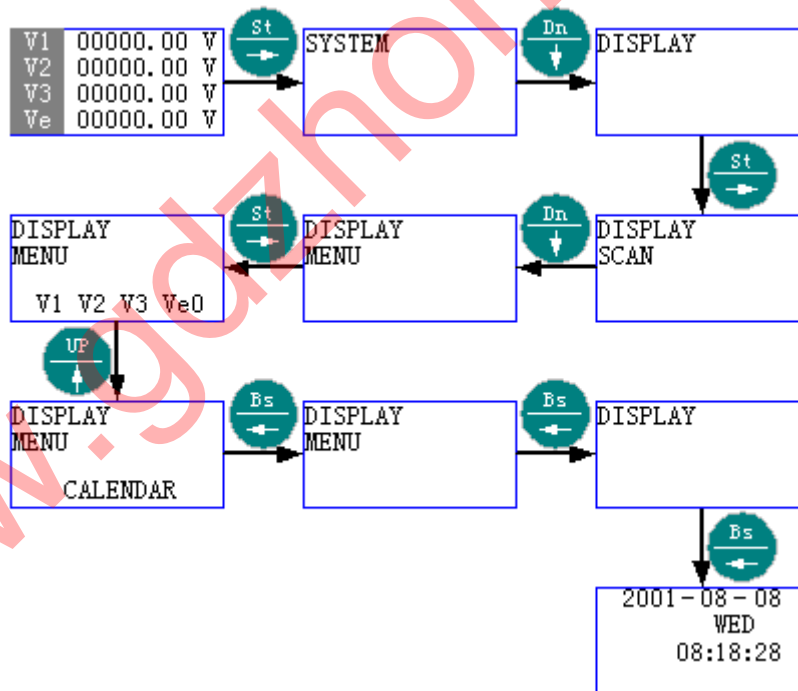 V1 00000.00 V
V2 00000.00 V
V3 00000.00 V
Ve 00000.00 V
St
SYSTEM
Dn
DISPLAY
St
DISPLAY
SCAN
Dn
DISPLAY
MENU
St
DISPLAY
MENU
V1 V2 V3 Ve0
UP
DISPLAY
MENU
CALENDAR
Bs
DISPLAY
MENU
Bs
DISPLAY
Bs
2001-08-08
WED
08:18:28